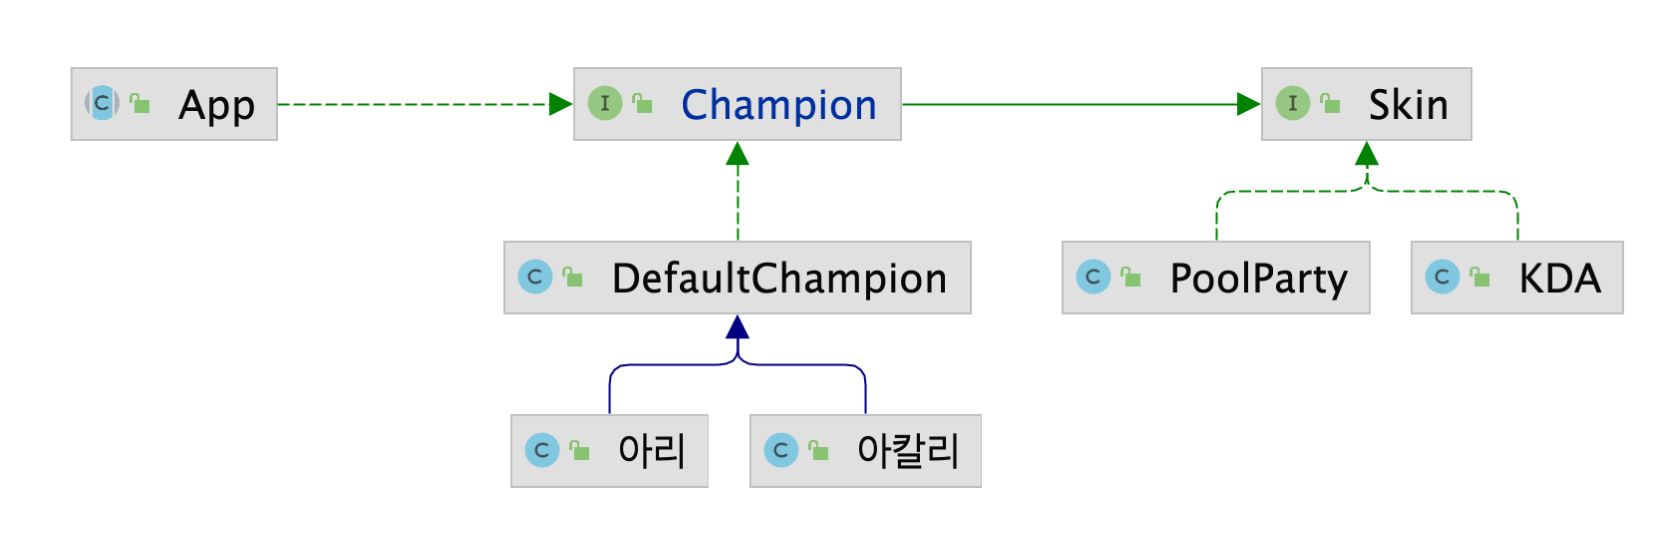 C App
I Champion
I Skin
C DefaultChampion
C PoolParty
C KDA
C 아리
C 아칼리